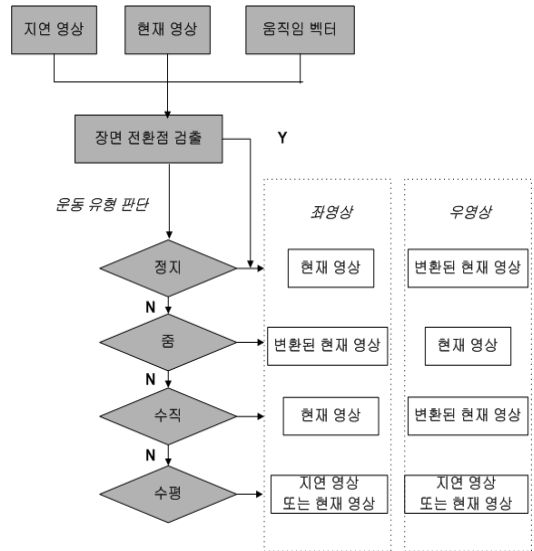 지연 영상
현재 영상
움직임 벡터
장면 전환점 검출
Y
운동 유형 판단
좌영상
우영상
정지
현재 영상
변환된 현재 영상
N
줌
변환된 현재 영상
현재 영상
N
수직
현재 영상
변환된 현재 영상
N
수평
지연 영상
또는 현재 영상
지연 영상
또는 현재 영상